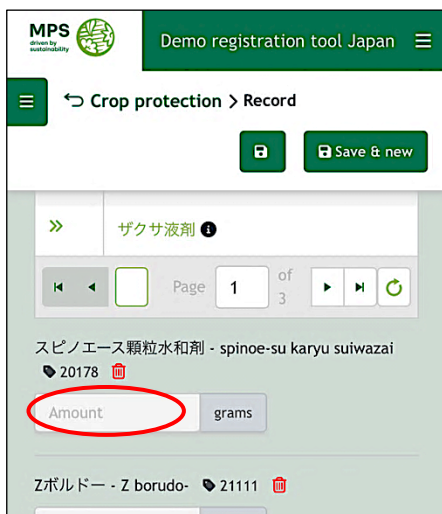 MPS
driven by
sustainability
Demo registration tool Japan
Crop protection > Record
Save & new
ザクサ液剤
Page 1 of 3
スピノエース顆粒水和剤 - spinoe-su karyu suiwazai
20178
Amount grams
Zボルドー - Z borudo- 21111